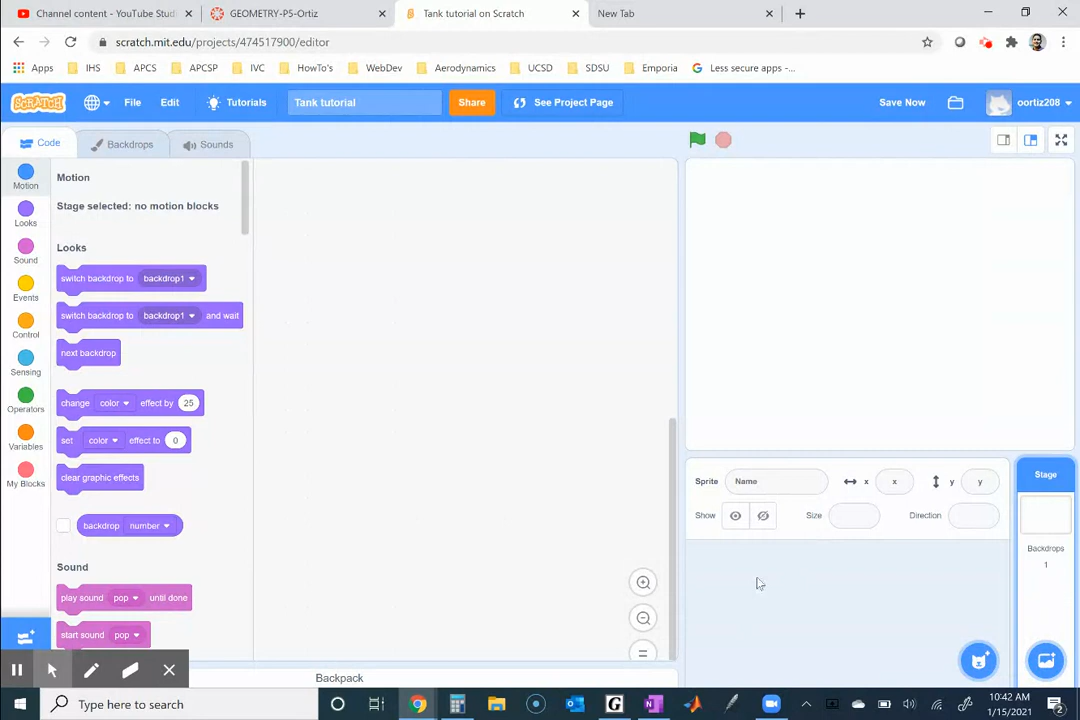 Channel content - YouTube Stud
GEOMETRY-P5-Ortiz
Tank tutorial on Scratch
New Tab
scratch.mit.edu/projects/474517900/editor
Apps
IHS
APCS
APCSP
IVC
HowTo's
WebDev
Aerodynamics
UCSD
SDSU
Emporia
Less secure apps -...
SCRATCH
File
Edit
Tutorials
Tank tutorial
Share
See Project Page
Save Now
oortiz208
Code
Backdrops
Sounds
Motion
Looks
Sound
Events
Control
Sensing
Operators
Variables
My Blocks
Motion
Stage selected: no motion blocks
Looks
switch backdrop to backdrop1
switch backdrop to backdrop1 and wait
next backdrop
change color effect by 25
set color effect to 0
clear graphic effects
backdrop number
Sound
play sound pop until done
start sound pop
Sprite Name x x y y
Show Size Direction
Stage
Backdrops
1
Backpack
Type here to search
10:42 AM
1/15/2021
2